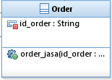 Order
id_order : String
order_jasa(id_order : ...